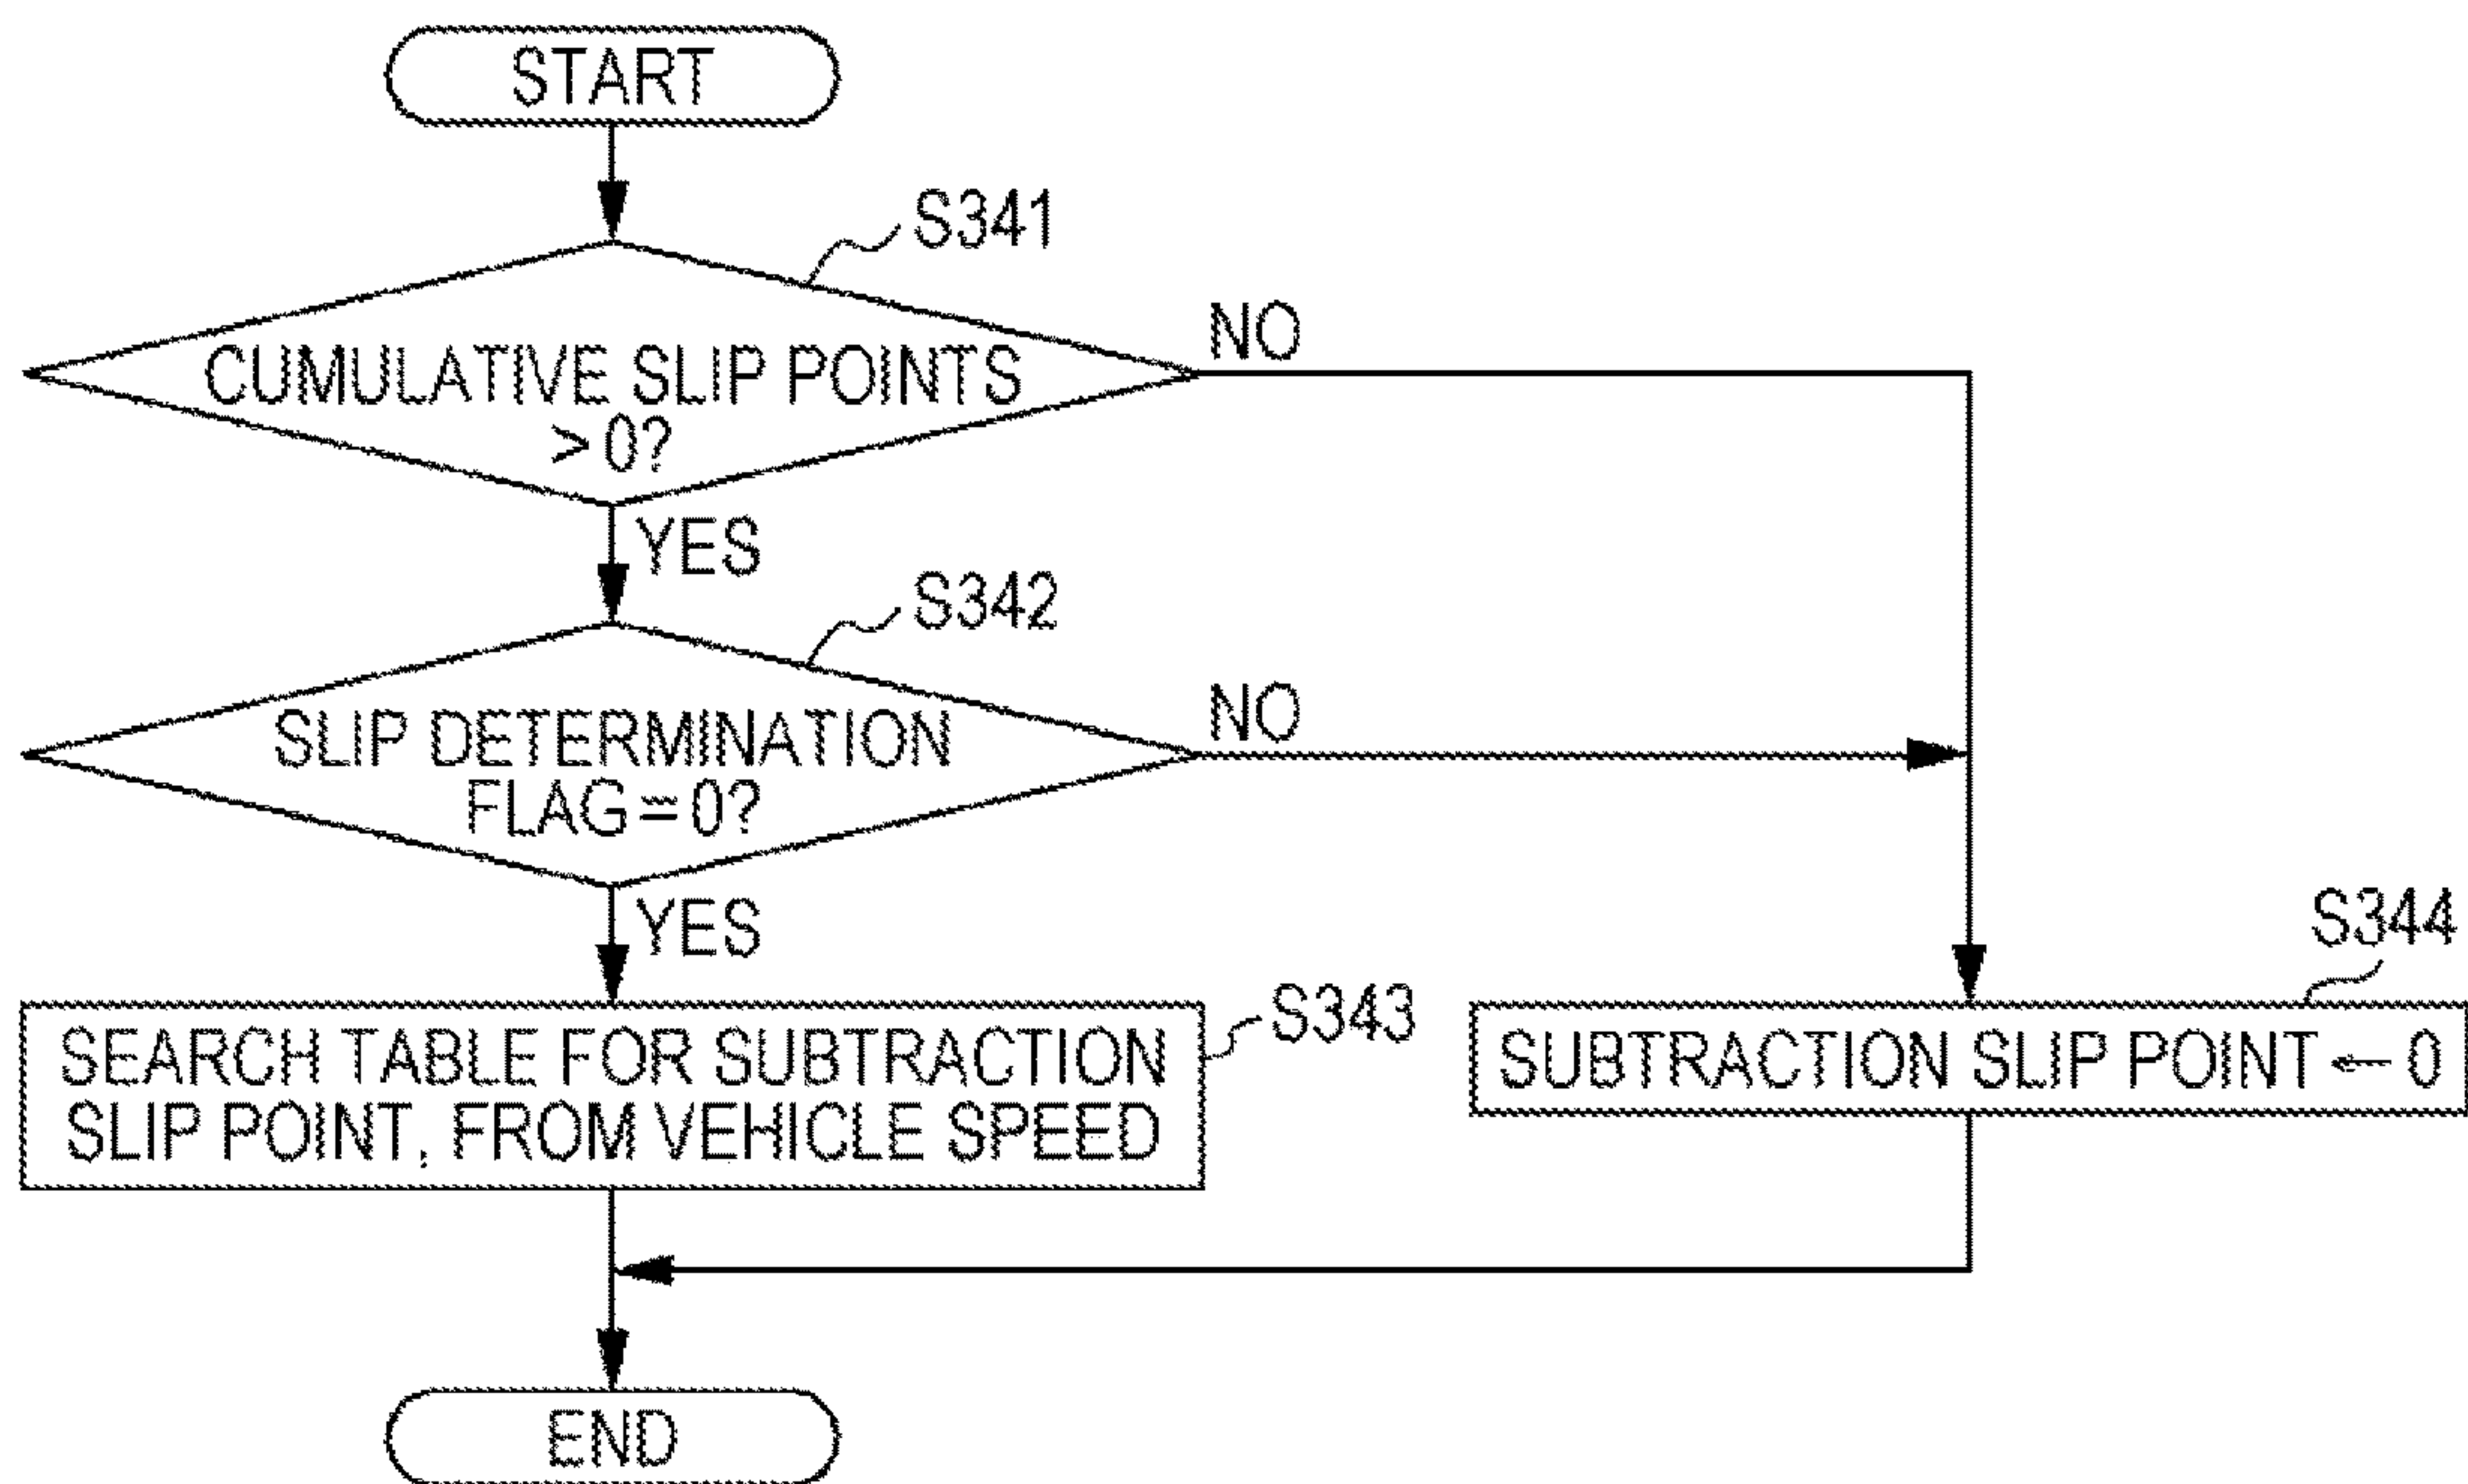 START
S341
CUMULATIVE SLIP POINTS
> 0?
NO
YES
S342
SLIP DETERMINATION
FLAG = 0?
NO
YES
S343
SEARCH TABLE FOR SUBTRACTION
SLIP POINT, FROM VEHICLE SPEED
S344
SUBTRACTION SLIP POINT ← 0
END